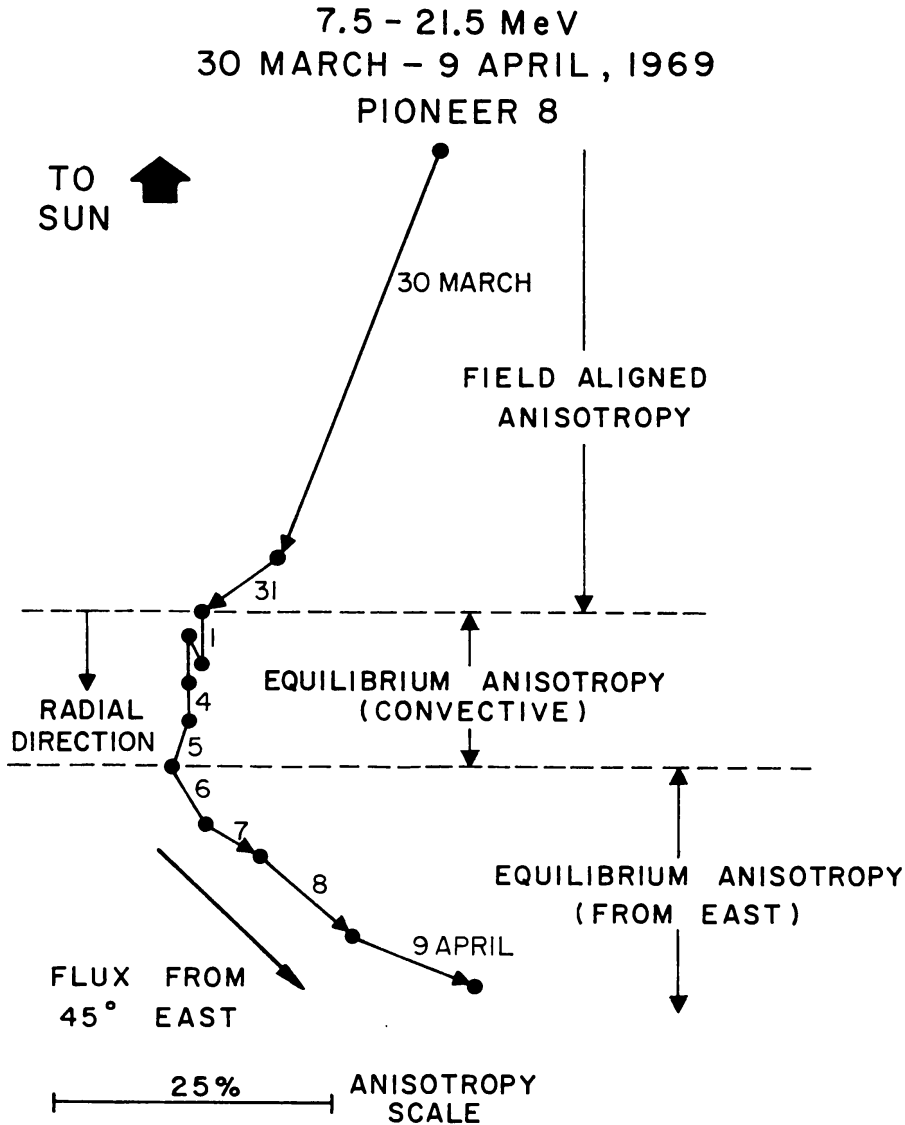 7.5 - 21.5 MeV
30 MARCH - 9 APRIL, 1969
PIONEER 8
TO
SUN
30 MARCH
FIELD ALIGNED
ANISOTROPY
31
1
EQUILIBRIUM ANISOTROPY
(CONVECTIVE)
4
RADIAL
DIRECTION
5
6
7
8
EQUILIBRIUM ANISOTROPY
(FROM EAST)
9 APRIL
FLUX FROM
45° EAST
25%
ANISOTROPY
SCALE